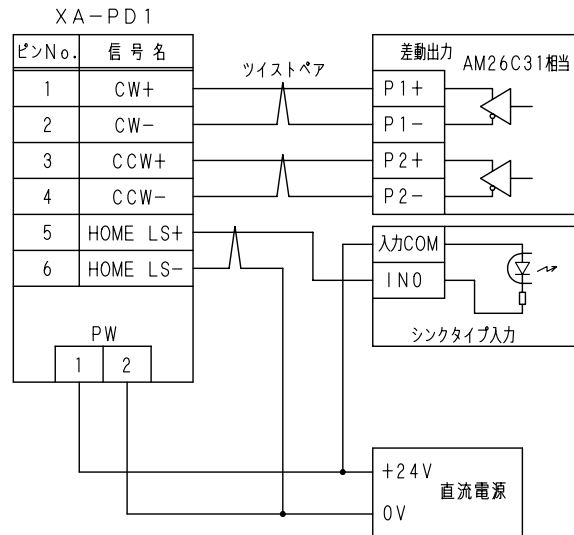 XA-PD1
ピンNo. 信号名
1 CW+
2 CW-
3 CCW+
4 CCW-
5 HOME LS+
6 HOME LS-
PW
1 2
ツイストペア
差動出力
AM26C31相当
P1+
P1-
P2+
P2-
入力COM
IN0
シンクタイプ入力
+24V
直流電源
0V